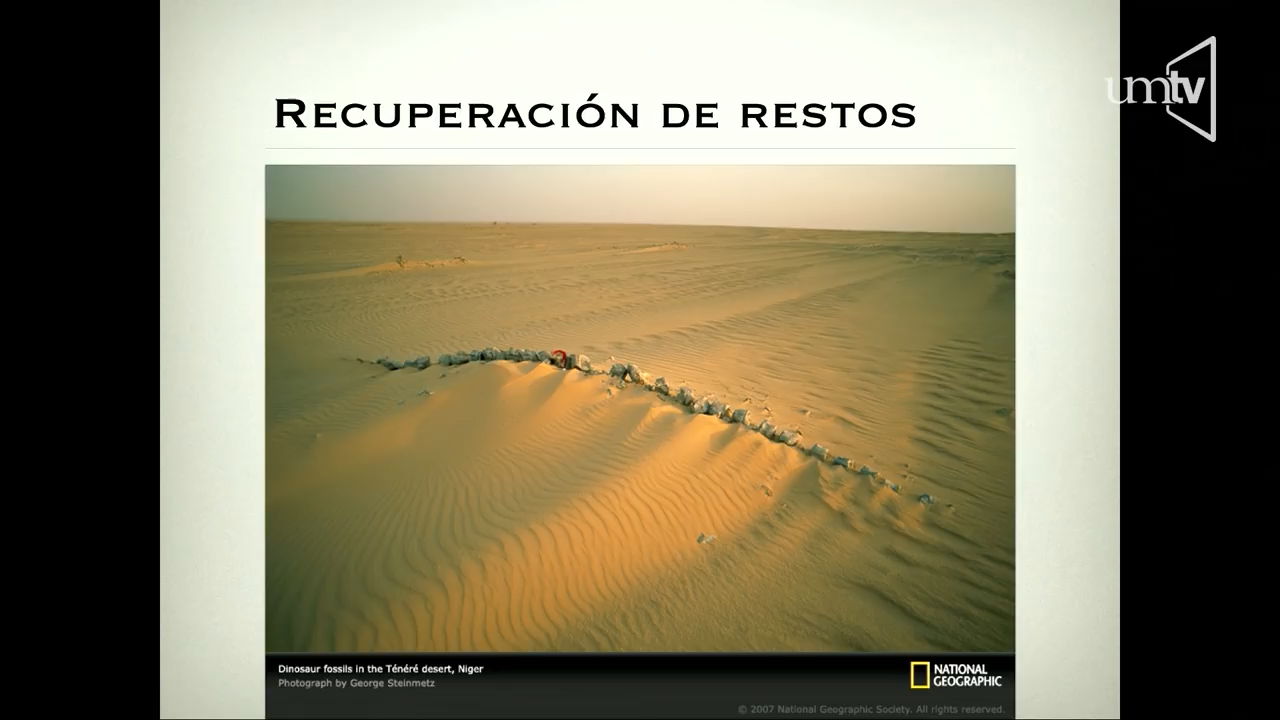 umtv
RECUPERACIÓN DE RESTOS
Dinosaur fossils in the Ténéré desert, Niger
Photograph by George Steinmetz
NATIONAL
GEOGRAPHIC
© 2007 National Geographic Society. All rights reserved.